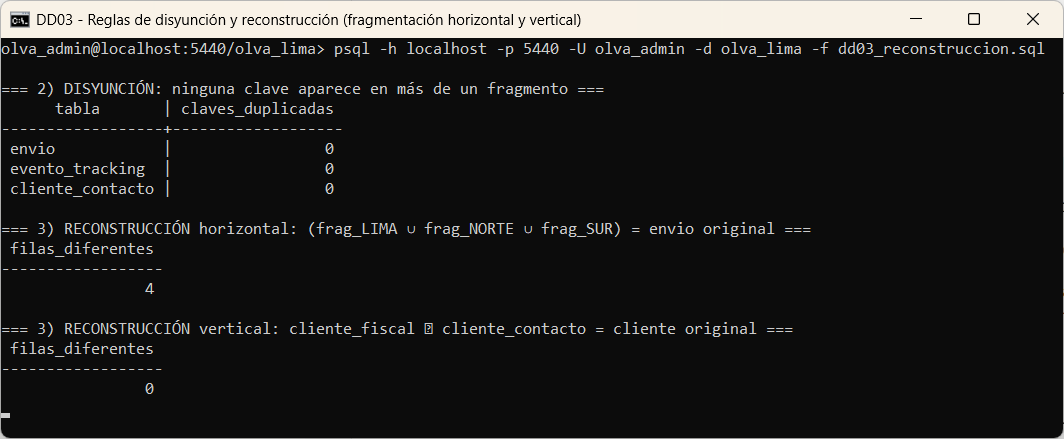 DD03 - Reglas de disyunción y reconstrucción (fragmentación horizontal y vertical)
olva_admin@localhost:5440/olva_lima> psql -h localhost -p 5440 -U olva_admin -d olva_lima -f dd03_reconstruccion.sql
=== 2) DISYUNCIÓN: ninguna clave aparece en más de un fragmento ===
tabla | claves_duplicadas
------------------+-------------------
envio | 0
evento_tracking | 0
cliente_contacto | 0
=== 3) RECONSTRUCCIÓN horizontal: (frag_LIMA ∪ frag_NORTE ∪ frag_SUR) = envio original ===
filas_diferentes
------------------
4
=== 3) RECONSTRUCCIÓN vertical: cliente_fiscal ⍰ cliente_contacto = cliente original ===
filas_diferentes
------------------
0